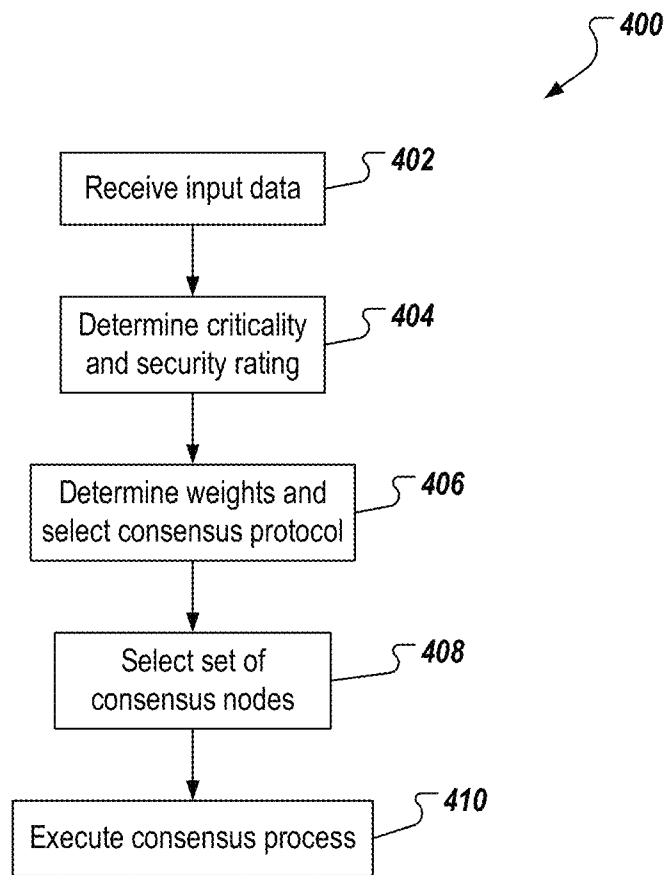 400
Receive input data
402
Determine criticality
and security rating
404
Determine weights and
select consensus protocol
406
Select set of
consensus nodes
408
Execute consensus process
410